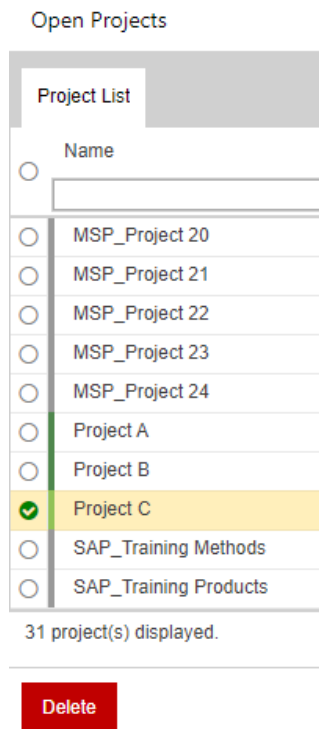 Open Projects
Project List
Name
MSP_Project 20
MSP_Project 21
MSP_Project 22
MSP_Project 23
MSP_Project 24
Project A
Project B
Project C
SAP_Training Methods
SAP_Training Products
31 project(s) displayed.
Delete